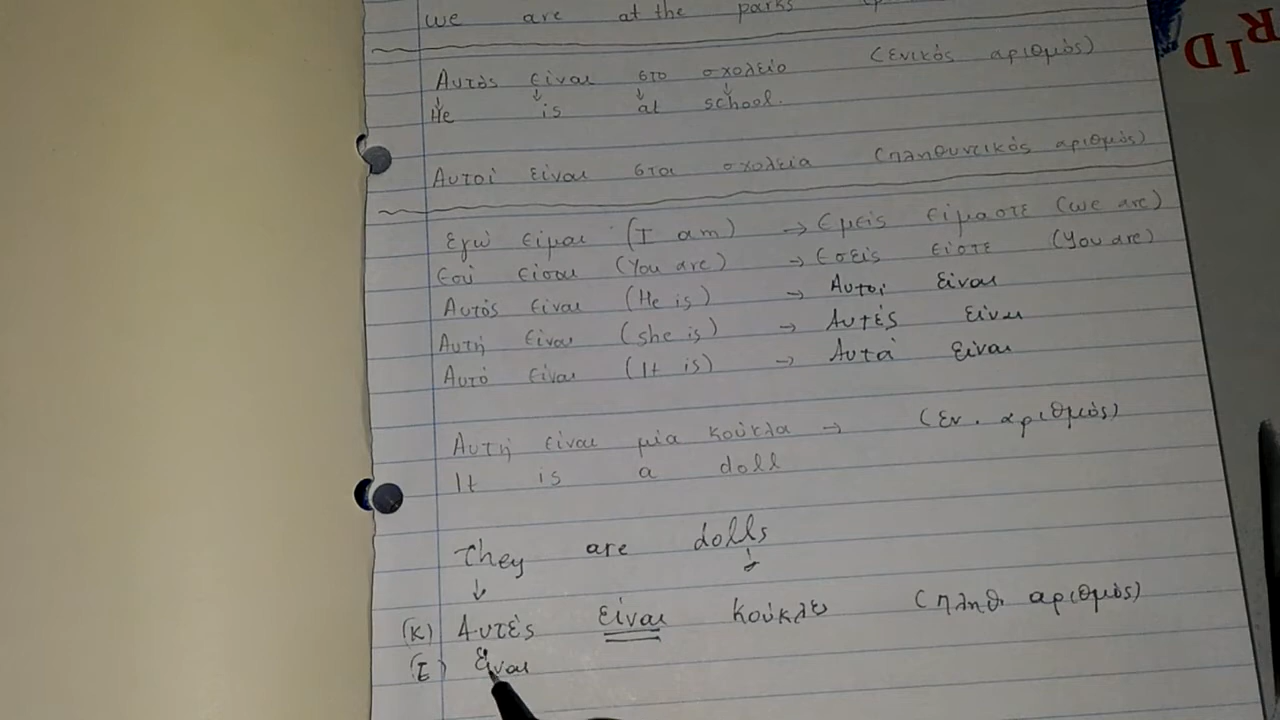 we are at the parks
Αυτός είναι στο σχολείο (ενικός αριθμός)
He is at school.
Αυτοί είναι στα σχολεία (πληθυντικός αριθμός)
Εγώ είμαι (I am) → Εμείς είμαστε (we are)
Εσύ είσαι (You are) → Εσείς είστε (You are)
Αυτός είναι (He is) → Αυτοί είναι
Αυτή είναι (she is) → Αυτές είναι
Αυτό είναι (It is) → Αυτά είναι
Αυτή είναι μία κούκλα → (εν. αριθμός)
It is a doll
They are dolls
(Κ) Αυτές είναι κούκλες (πληθ αριθμός)
(Σ) Είναι
RID